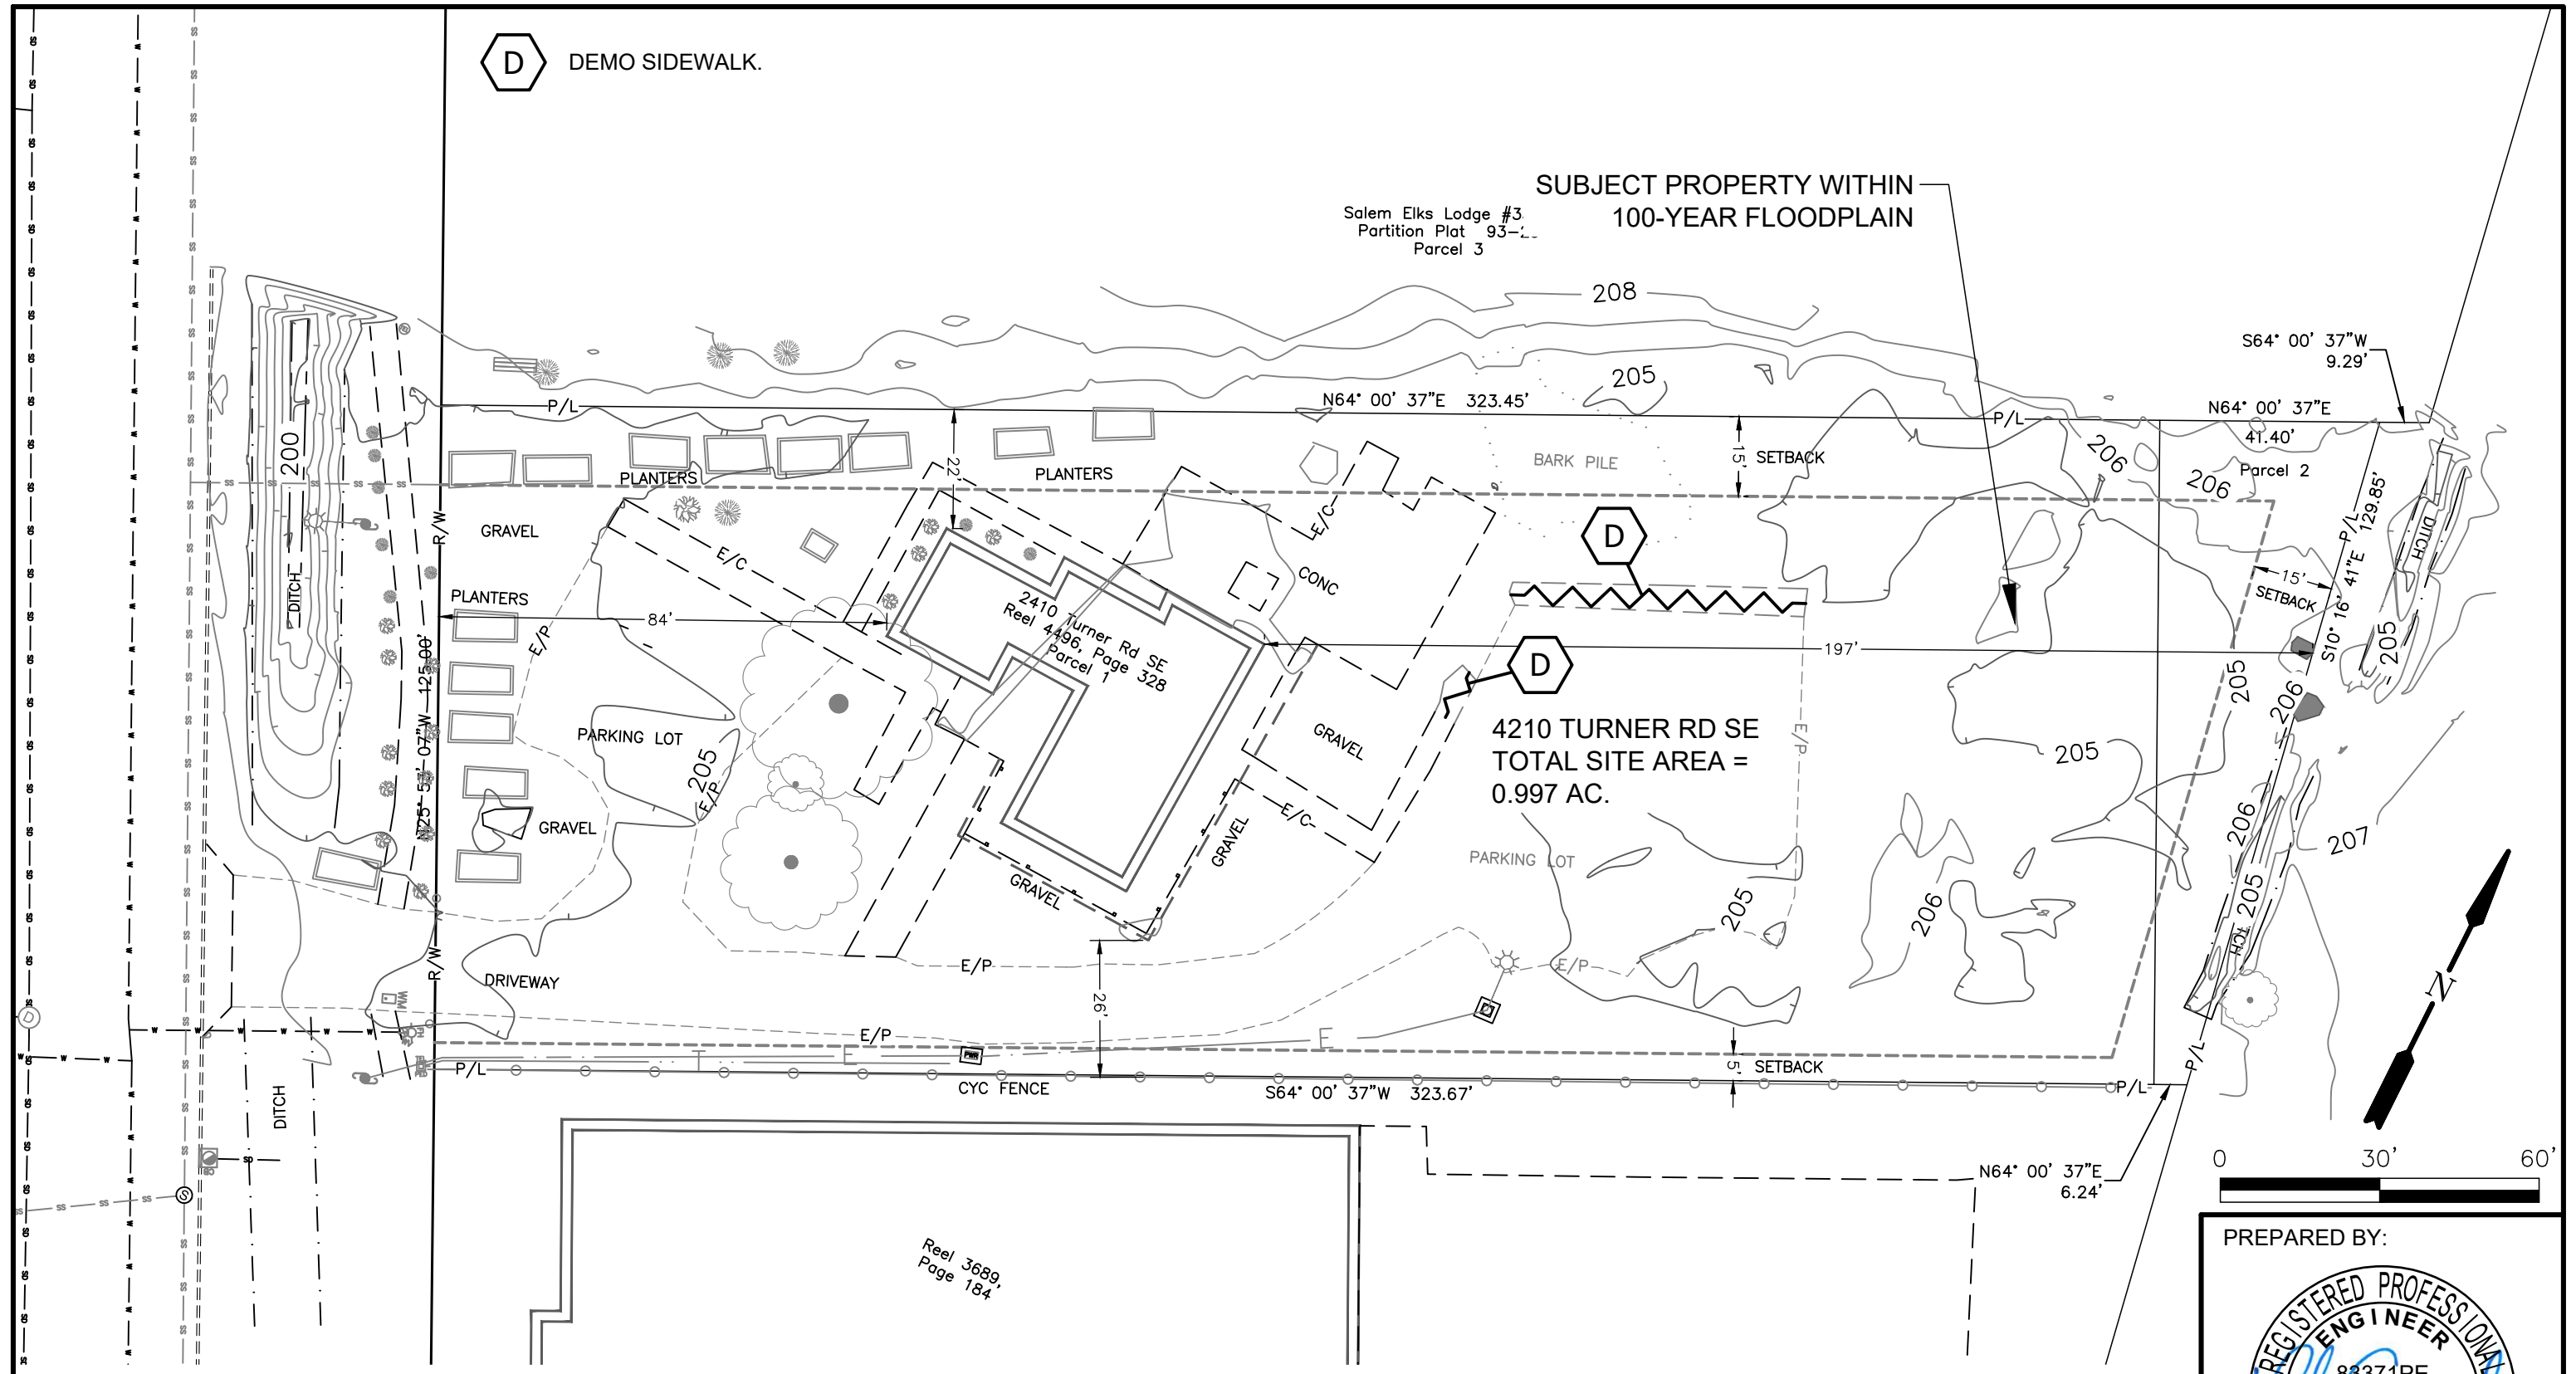 D DEMO SIDEWALK.
SUBJECT PROPERTY WITHIN
100-YEAR FLOODPLAIN
Salem Elks Lodge
Partition Plat
Parcel 3
208
S64° 00' 37"W
9.29'
205
P/L
N64° 00' 37"E 323.45'
P/L
N64° 00' 37"E
41.40'
Parcel 2
200
22'
15' SETBACK
PLANTERS
PLANTERS
BARK PILE
206
206
R/W
GRAVEL
E/C
E/C
CONC
D
P/L
129.85'
S10° 16' 41"E
DITCH
DITCH
PLANTERS
E/P
84'
2410 Turner Rd SE
Reel 4496, Page 328
Parcel 1
197'
15'
SETBACK
205
205
206
D
4210 TURNER RD SE
TOTAL SITE AREA =
0.997 AC.
N25° 57' 07"W 125.00'
PARKING LOT
205
E/P
GRAVEL
E/P
205
GRAVEL
E/C
GRAVEL
GRAVEL
PARKING LOT
206
207
205
206
205
R/W
DRIVEWAY
WM
E/P
E/P
E/P
26'
E
T
E
PWR
P/L
CYC FENCE
S64° 00' 37"W 323.67'
5' SETBACK
P/L
P/L
N
DITCH
N64° 00' 37"E
6.24'
0 30' 60'
S
D
CB
Reel 3689,
Page 184
PREPARED BY:
REGISTERED PROFESSIONAL
ENGINEER
83371PE